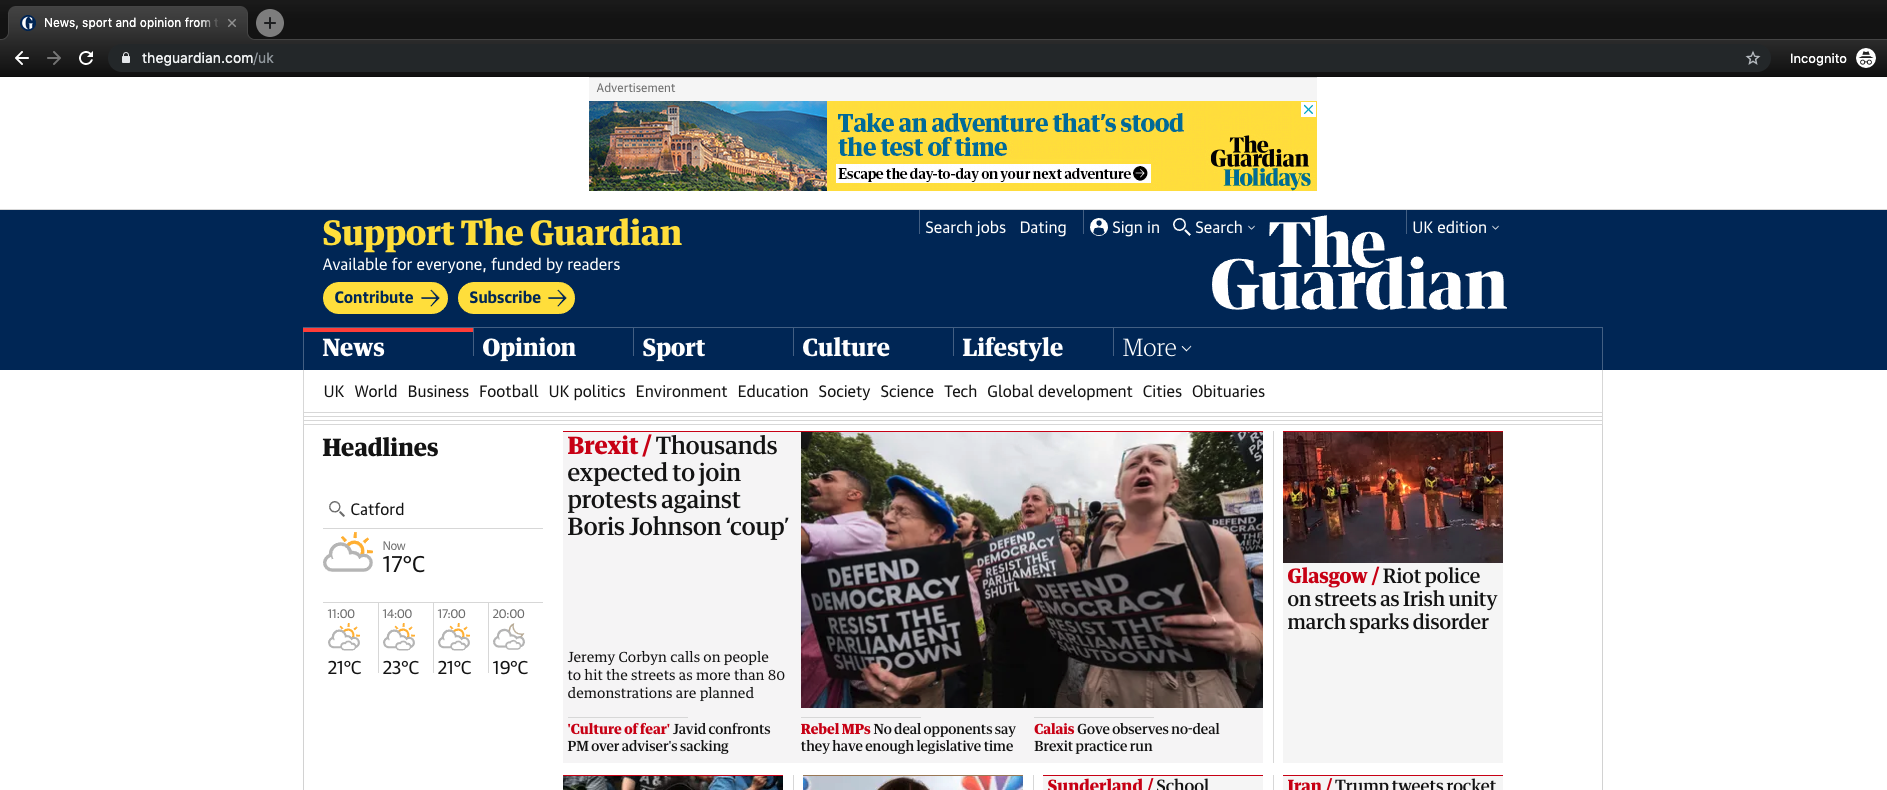 News, sport and opinion from t
theguardian.com/uk
Incognito
Advertisement
Take an adventure that's stood
the test of time
Escape the day-to-day on your next adventure
The
Guardian
Holidays
Support The Guardian
Available for everyone, funded by readers
Contribute
Subscribe
Search jobs
Dating
Sign in
Search
UK edition
The
Guardian
News
Opinion
Sport
Culture
Lifestyle
More
UK World Business Football UK politics Environment Education Society Science Tech Global development Cities Obituaries
Headlines
Catford
Now
17°C
11:00 14:00 17:00 20:00
21°C 23°C 21°C 19°C
Brexit / Thousands
expected to join
protests against
Boris Johnson ‘coup’
Jeremy Corbyn calls on people
to hit the streets as more than 80
demonstrations are planned
DEFEND
DEMOCRACY
RESIST THE
PARLIAMENT
SHUTDOWN
DEFEND
DEMOCRACY
RESIST THE
PARLIAMENT
DEFEND
DEMOCRACY
RESIST THE
PARLIAMENT
SHUTDOWN
DEFEND
DEMOCRACY
Glasgow / Riot police
on streets as Irish unity
march sparks disorder
'Culture of fear' Javid confronts
PM over adviser's sacking
Rebel MPs No deal opponents say
they have enough legislative time
Calais Gove observes no-deal
Brexit practice run
Sunderland / School
Iran / Trump tweets rocket